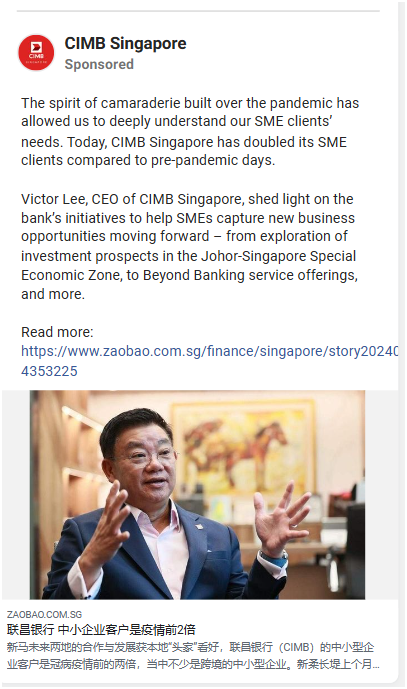 CIMB Singapore
CIMB
SINGAPORE
Sponsored
The spirit of camaraderie built over the pandemic has
allowed us to deeply understand our SME clients’
needs. Today, CIMB Singapore has doubled its SME
clients compared to pre-pandemic days.
Victor Lee, CEO of CIMB Singapore, shed light on the
bank’s initiatives to help SMEs capture new business
opportunities moving forward – from exploration of
investment prospects in the Johor-Singapore Special
Economic Zone, to Beyond Banking service offerings,
and more.
Read more:
https://www.zaobao.com.sg/finance/singapore/story20240
4353225
ZAOBAO.COM.SG
联昌银行 中小企业客户是疫情前2倍
新马未来两地的合作与发展获本地“头家”看好，联昌银行（CIMB）的中小型企
业客户是冠病疫情前的两倍，当中不少是跨境的中小型企业。新柔长堤上个月...